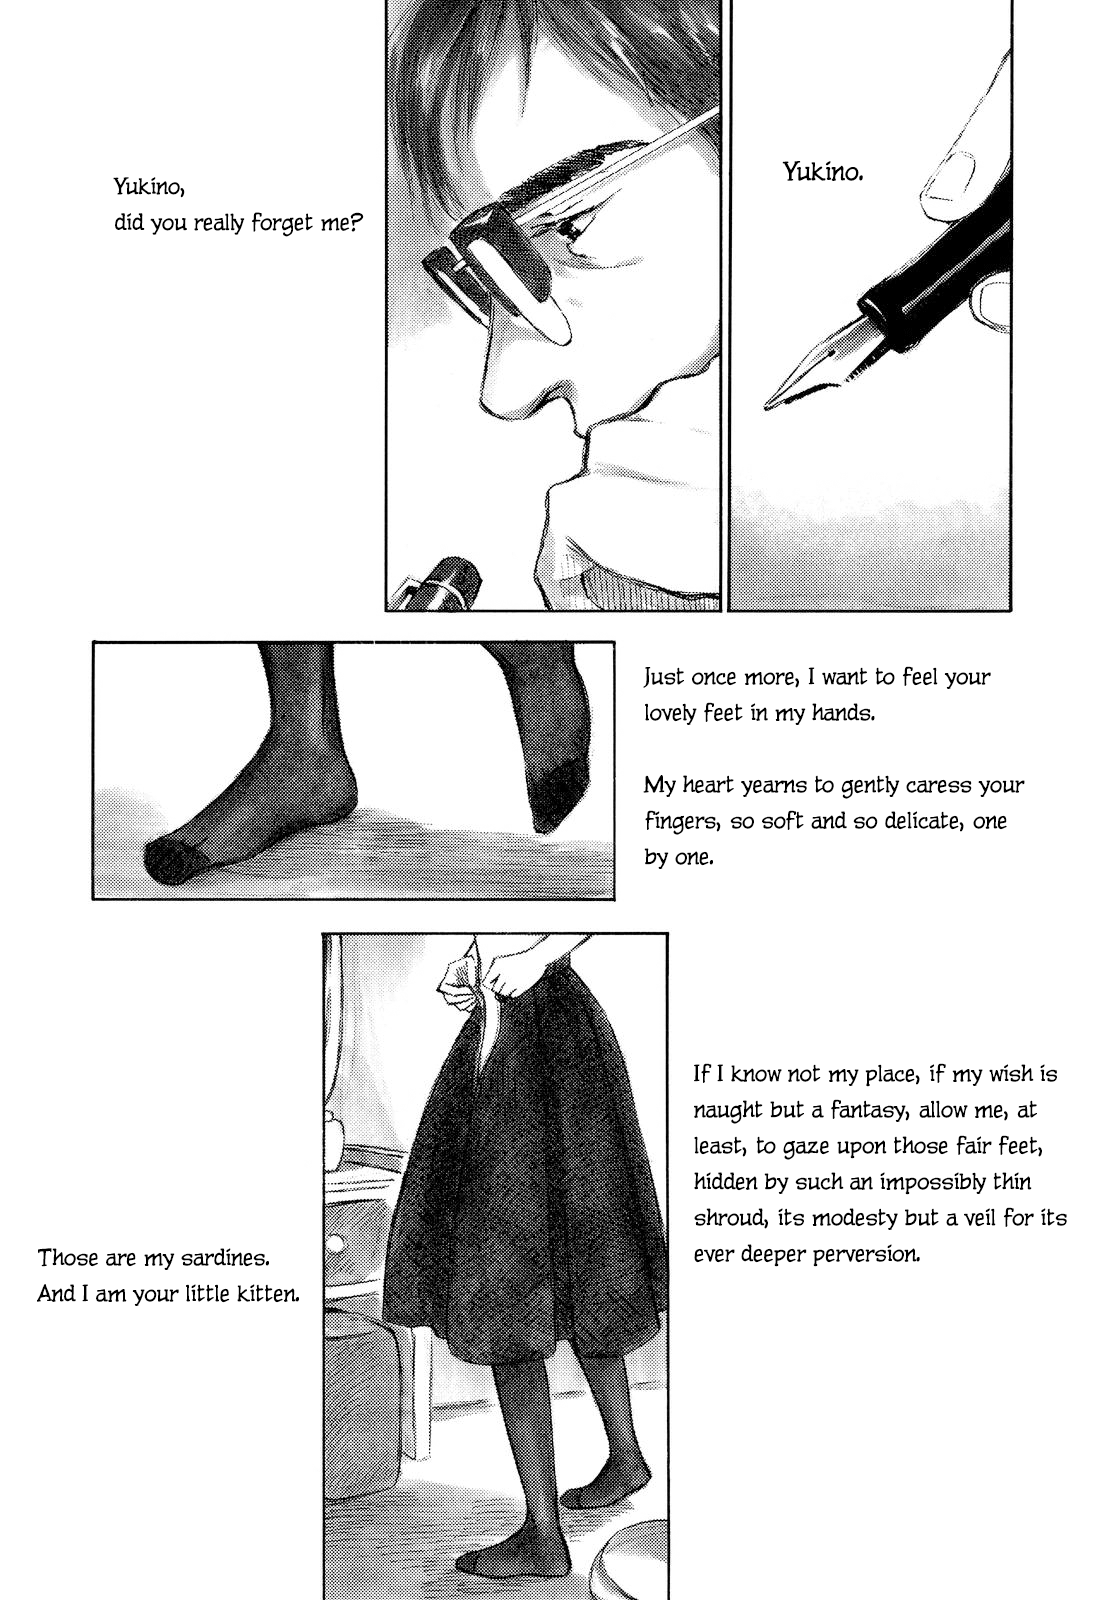 Yukino.
Yukino,
did you really forget me?
Just once more, I want to feel your
lovely feet in my hands.
My heart yearns to gently caress your
fingers, so soft and so delicate, one
by one.
If I know not my place, if my wish is
naught but a fantasy, allow me, at
least, to gaze upon those fair feet,
hidden by such an impossibly thin
shroud, its modesty but a veil for its
ever deeper perversion.
Those are my sardines.
And I am your little kitten.